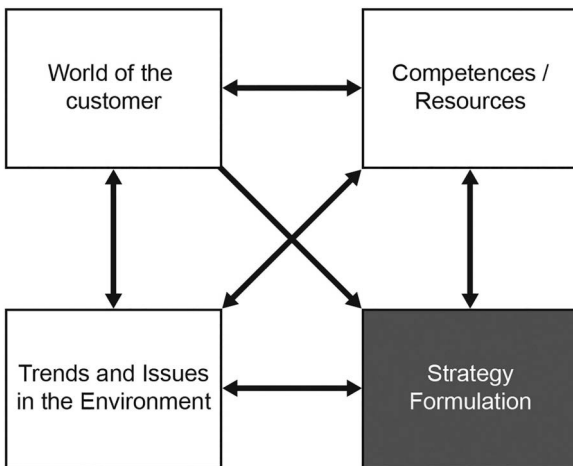 World of the
customer
Competences /
Resources
Trends and Issues
in the Environment
Strategy
Formulation